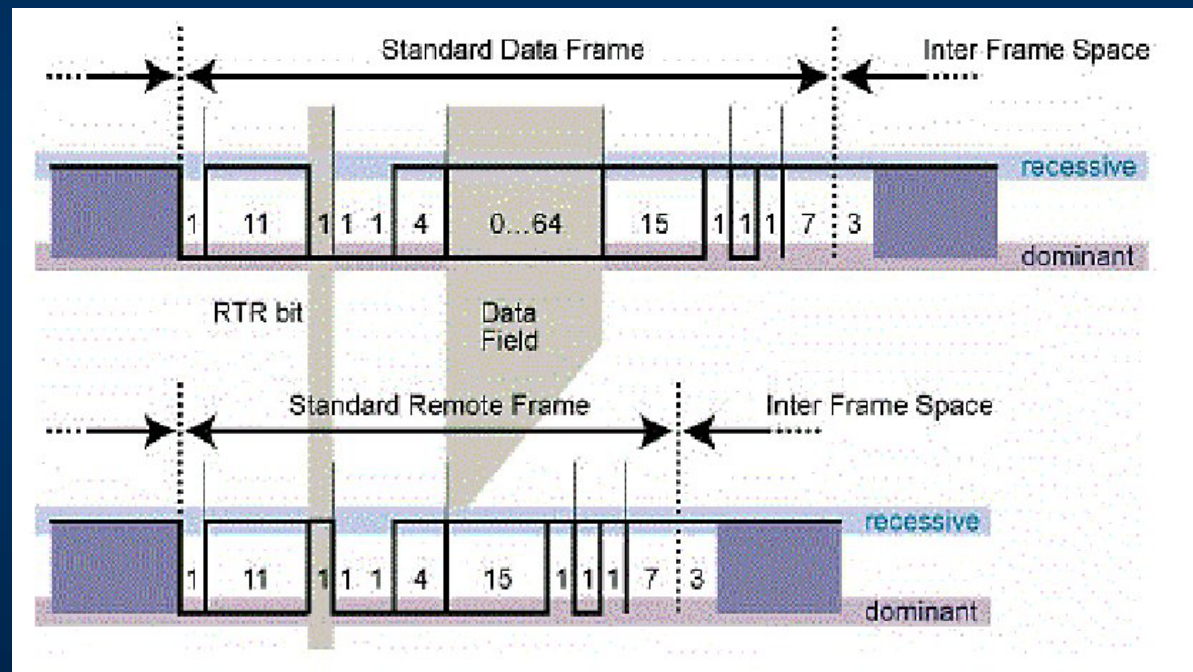 Standard Data Frame Inter Frame Space
recessive
1 11 1 1 1 4 0...64 15 1 1 1 7 3
dominant
RTR bit Data
Field
Standard Remote Frame Inter Frame Space
recessive
1 11 1 1 1 4 15 1 1 1 7 3
dominant